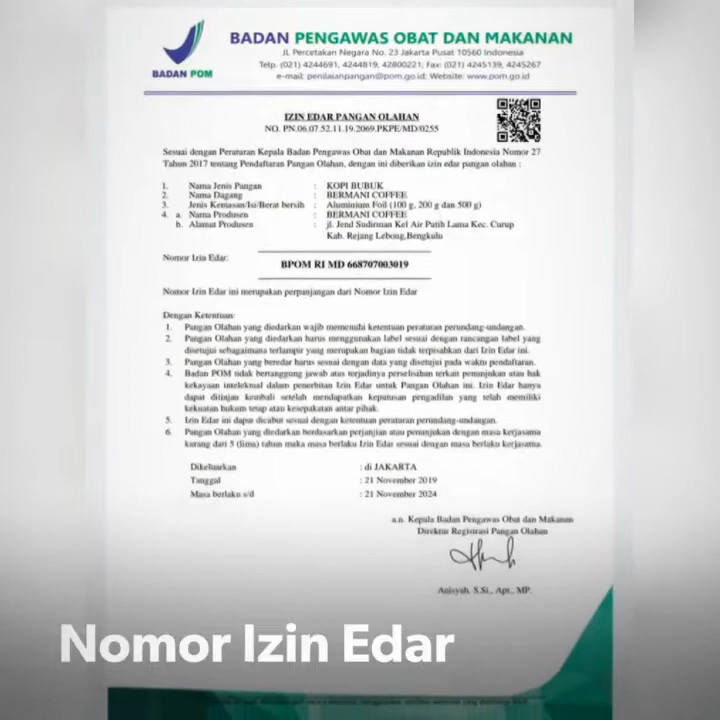 BADAN POM
BADAN PENGAWAS OBAT DAN MAKANAN
JL Percetakan Negara No. 23 Jakarta Pusat 10560 Indonesia
Telp. (021) 4244691, 4244819, 42800221; Fax: (021) 4245139, 4245267
e-mail: penilaianpangan@pom.go.id; Website: www.pom.go.id
IZIN EDAR PANGAN OLAHAN
NO. PN.06.07.52.11.19.2069.PKPE/MD/0255
Sesuai dengan Peraturan Kepala Badan Pengawas Obat dan Makanan Republik Indonesia Nomor 27
Tahun 2017 tentang Pendaftaran Pangan Olahan, dengan ini diberikan izin edar pangan olahan :
1. Nama Jenis Pangan : KOPI BUBUK
2. Nama Dagang : BERMANI COFFEE
3. Jenis Kemasan/Isi/Berat bersih : Aluminium Foil (100 g, 200 g dan 500 g)
4. a. Nama Produsen : BERMANI COFFEE
b. Alamat Produsen : jl. Jend Sudirman Kel Air Putih Lama Kec. Curup
Kab. Rejang Lebong,Bengkulu
Nomor Izin Edar:
BPOM RI MD 668707003019
Nomor Izin Edar ini merupakan perpanjangan dari Nomor Izin Edar
Dengan Ketentuan:
1. Pangan Olahan yang diedarkan wajib memenuhi ketentuan peraturan perundang-undangan.
2. Pangan Olahan yang diedarkan harus menggunakan label sesuai dengan rancangan label yang
disetujui sebagaimana terlampir yang merupakan bagian tidak terpisahkan dari Izin Edar ini.
3. Pangan Olahan yang beredar harus sesuai dengan data yang disetujui pada waktu pendaftaran.
4. Badan POM tidak bertanggung jawab atas terjadinya perselisihan terkait penunjukan atau hak
kekayaan intelektual dalam penerbitan Izin Edar untuk Pangan Olahan ini. Izin Edar hanya
dapat ditinjau kembali setelah mendapatkan keputusan pengadilan yang telah memiliki
kekuatan hukum tetap atau kesepakatan antar pihak.
5. Izin Edar ini dapat dicabut sesuai dengan ketentuan peraturan perundang-undangan.
6. Pangan Olahan yang diedarkan berdasarkan perjanjian atau penunjukan dengan masa kerjasama
kurang dari 5 (lima) tahun maka masa berlaku Izin Edar sesuai dengan masa berlaku kerjasama.
Dikeluarkan : di JAKARTA
Tanggal : 21 November 2019
Masa berlaku s/d : 21 November 2024
a.n. Kepala Badan Pengawas Obat dan Makanan
Direktur Registrasi Pangan Olahan
Anisyah, S.Si., Apt., MP.
Nomor Izin Edar